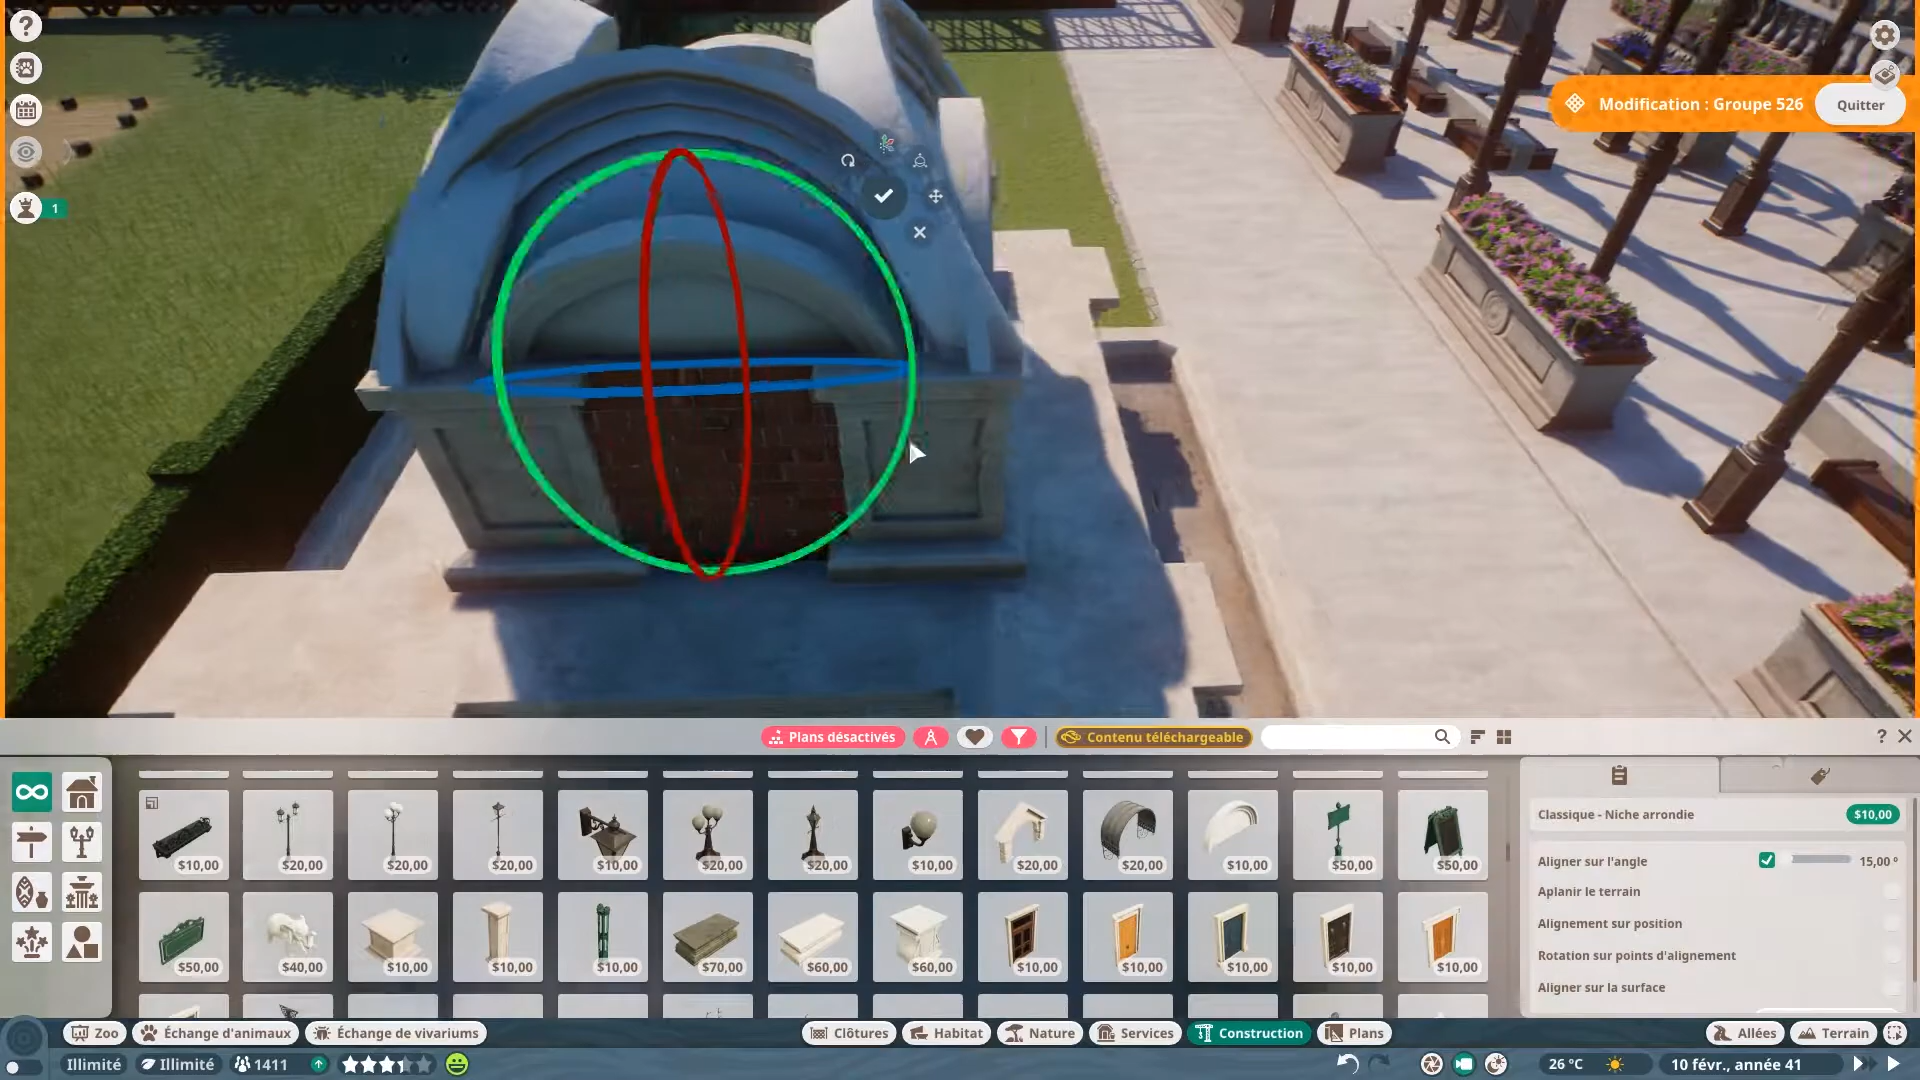 ?
Modification : Groupe 526
Quitter
1
Plans désactivés
Contenu téléchargeable
?
$10,00
$20,00
$20,00
$20,00
$10,00
$20,00
$20,00
$10,00
$20,00
$20,00
$10,00
$50,00
$50,00
Classique - Niche arrondie
$10,00
Aligner sur l'angle
15,00 °
Aplanir le terrain
Alignement sur position
Rotation sur points d'alignement
Aligner sur la surface
$50,00
$40,00
$10,00
$10,00
$10,00
$70,00
$60,00
$60,00
$10,00
$10,00
$10,00
$10,00
$10,00
Zoo
Échange d'animaux
Échange de vivariums
Clôtures
Habitat
Nature
Services
Construction
Plans
Allées
Terrain
Illimité
Illimité
1411
26 °C
10 févr., année 41